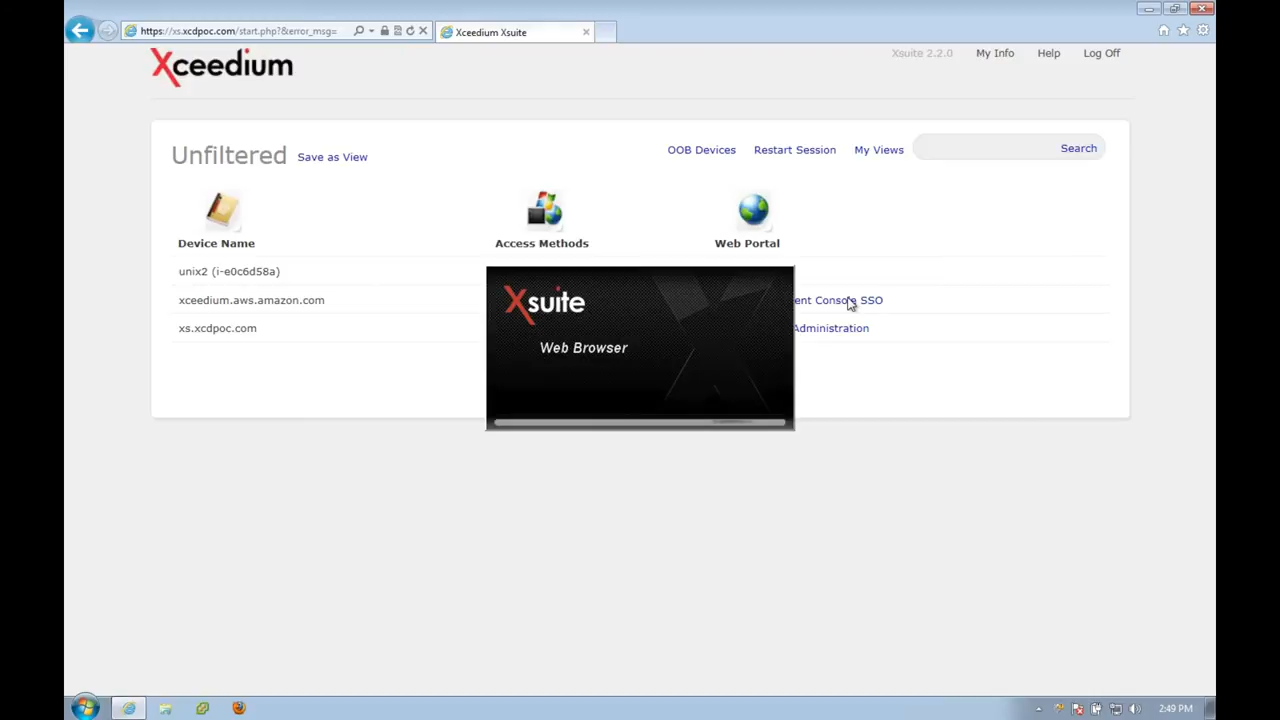 https://xs.xcdpoc.com/start.php?&error_msg=
Xceedium Xsuite
Xceedium
Xsuite 2.2.0
My Info
Help
Log Off
Unfiltered
Save as View
OOB Devices
Restart Session
My Views
Search
Device Name
Access Methods
Web Portal
unix2 (i-e0c6d58a)
xceedium.aws.amazon.com
ent Console SSO
xs.xcdpoc.com
Administration
Xsuite
Web Browser
2:49 PM